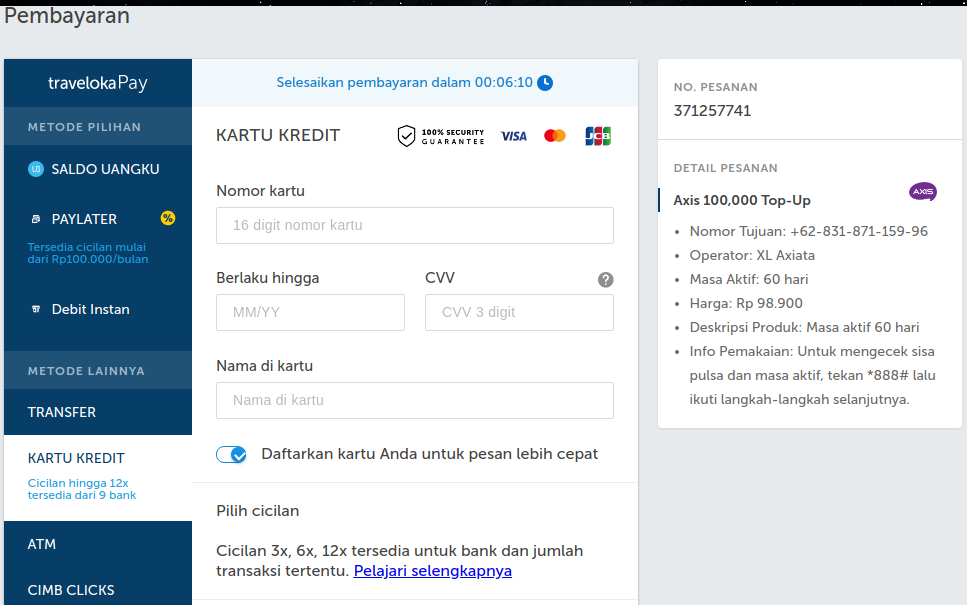 Pembayaran
travelokaPay
METODE PILIHAN
SALDO UANGKU
PAYLATER
%
Tersedia cicilan mulai
dari Rp100.000/bulan
Debit Instan
METODE LAINNYA
TRANSFER
KARTU KREDIT
Cicilan hingga 12x
tersedia dari 9 bank
ATM
CIMB CLICKS
Selesaikan pembayaran dalam 00:06:10
KARTU KREDIT
100% SECURITY
GUARANTEE
VISA
JCB
Nomor kartu
16 digit nomor kartu
Berlaku hingga
CVV
?
MM/YY
CVV 3 digit
Nama di kartu
Nama di kartu
Daftarkan kartu Anda untuk pesan lebih cepat
Pilih cicilan
Cicilan 3x, 6x, 12x tersedia untuk bank dan jumlah
transaksi tertentu. Pelajari selengkapnya
NO. PESANAN
371257741
DETAIL PESANAN
Axis 100,000 Top-Up
AXIS
• Nomor Tujuan: +62-831-871-159-96
• Operator: XL Axiata
• Masa Aktif: 60 hari
• Harga: Rp 98.900
• Deskripsi Produk: Masa aktif 60 hari
• Info Pemakaian: Untuk mengecek sisa
pulsa dan masa aktif, tekan *888# lalu
ikuti langkah-langkah selanjutnya.